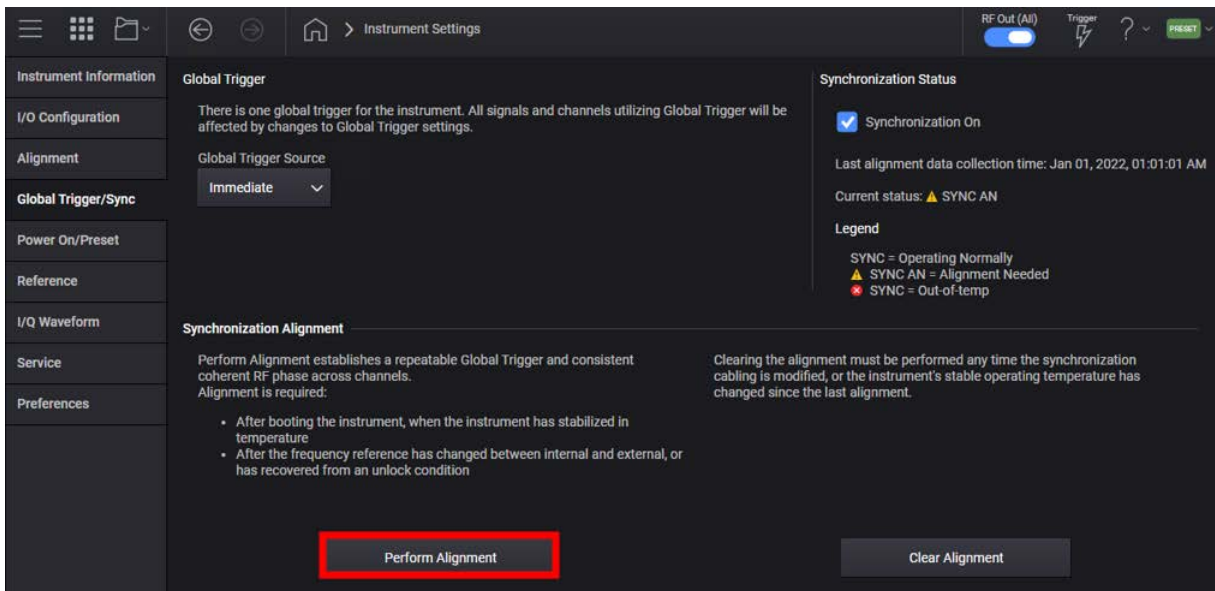 Instrument Settings
RF Out (All)
Trigger
?
PRESET
Instrument Information
I/O Configuration
Alignment
Global Trigger/Sync
Power On/Preset
Reference
I/Q Waveform
Service
Preferences
Global Trigger
There is one global trigger for the instrument. All signals and channels utilizing Global Trigger will be
affected by changes to Global Trigger settings.
Global Trigger Source
Immediate
Synchronization Status
Synchronization On
Last alignment data collection time: Jan 01, 2022, 01:01:01 AM
Current status: SYNC AN
Legend
SYNC = Operating Normally
SYNC AN = Alignment Needed
SYNC = Out-of-temp
Synchronization Alignment
Perform Alignment establishes a repeatable Global Trigger and consistent
coherent RF phase across channels.
Alignment is required:
• After booting the instrument, when the instrument has stabilized in
temperature
• After the frequency reference has changed between internal and external, or
has recovered from an unlock condition
Clearing the alignment must be performed any time the synchronization
cabling is modified, or the instrument's stable operating temperature has
changed since the last alignment.
Perform Alignment
Clear Alignment